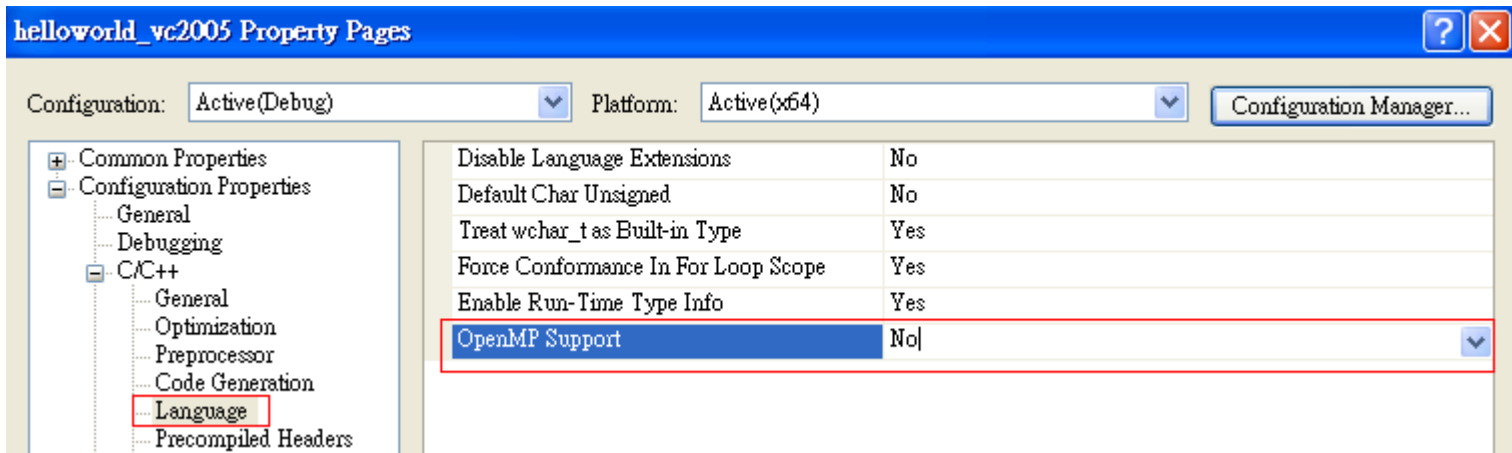 helloworld_vc2005 Property Pages
Configuration: Active(Debug) Platform: Active(x64) Configuration Manager...
Common Properties
Configuration Properties
General
Debugging
C/C++
General
Optimization
Preprocessor
Code Generation
Language
Precompiled Headers
Disable Language Extensions No
Default Char Unsigned No
Treat wchar_t as Built-in Type Yes
Force Conformance In For Loop Scope Yes
Enable Run-Time Type Info Yes
OpenMP Support No